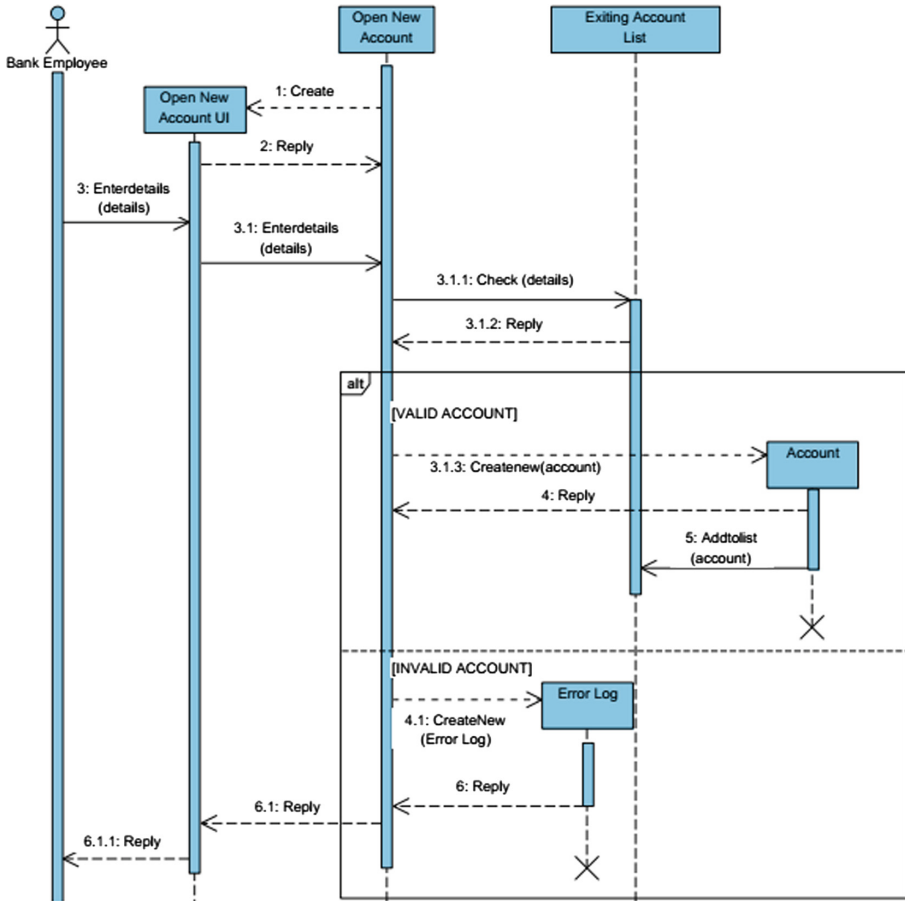 Open New
Account
Exiting Account
List
Bank Employee
Open New
Account UI
1: Create
2: Reply
3: Enterdetails
(details)
3.1: Enterdetails
(details)
3.1.1: Check (details)
3.1.2: Reply
alt
[VALID ACCOUNT]
Account
3.1.3: Createnew(account)
4: Reply
5: Addtolist
(account)
[INVALID ACCOUNT]
Error Log
4.1: CreateNew
(Error Log)
6: Reply
6.1: Reply
6.1.1: Reply